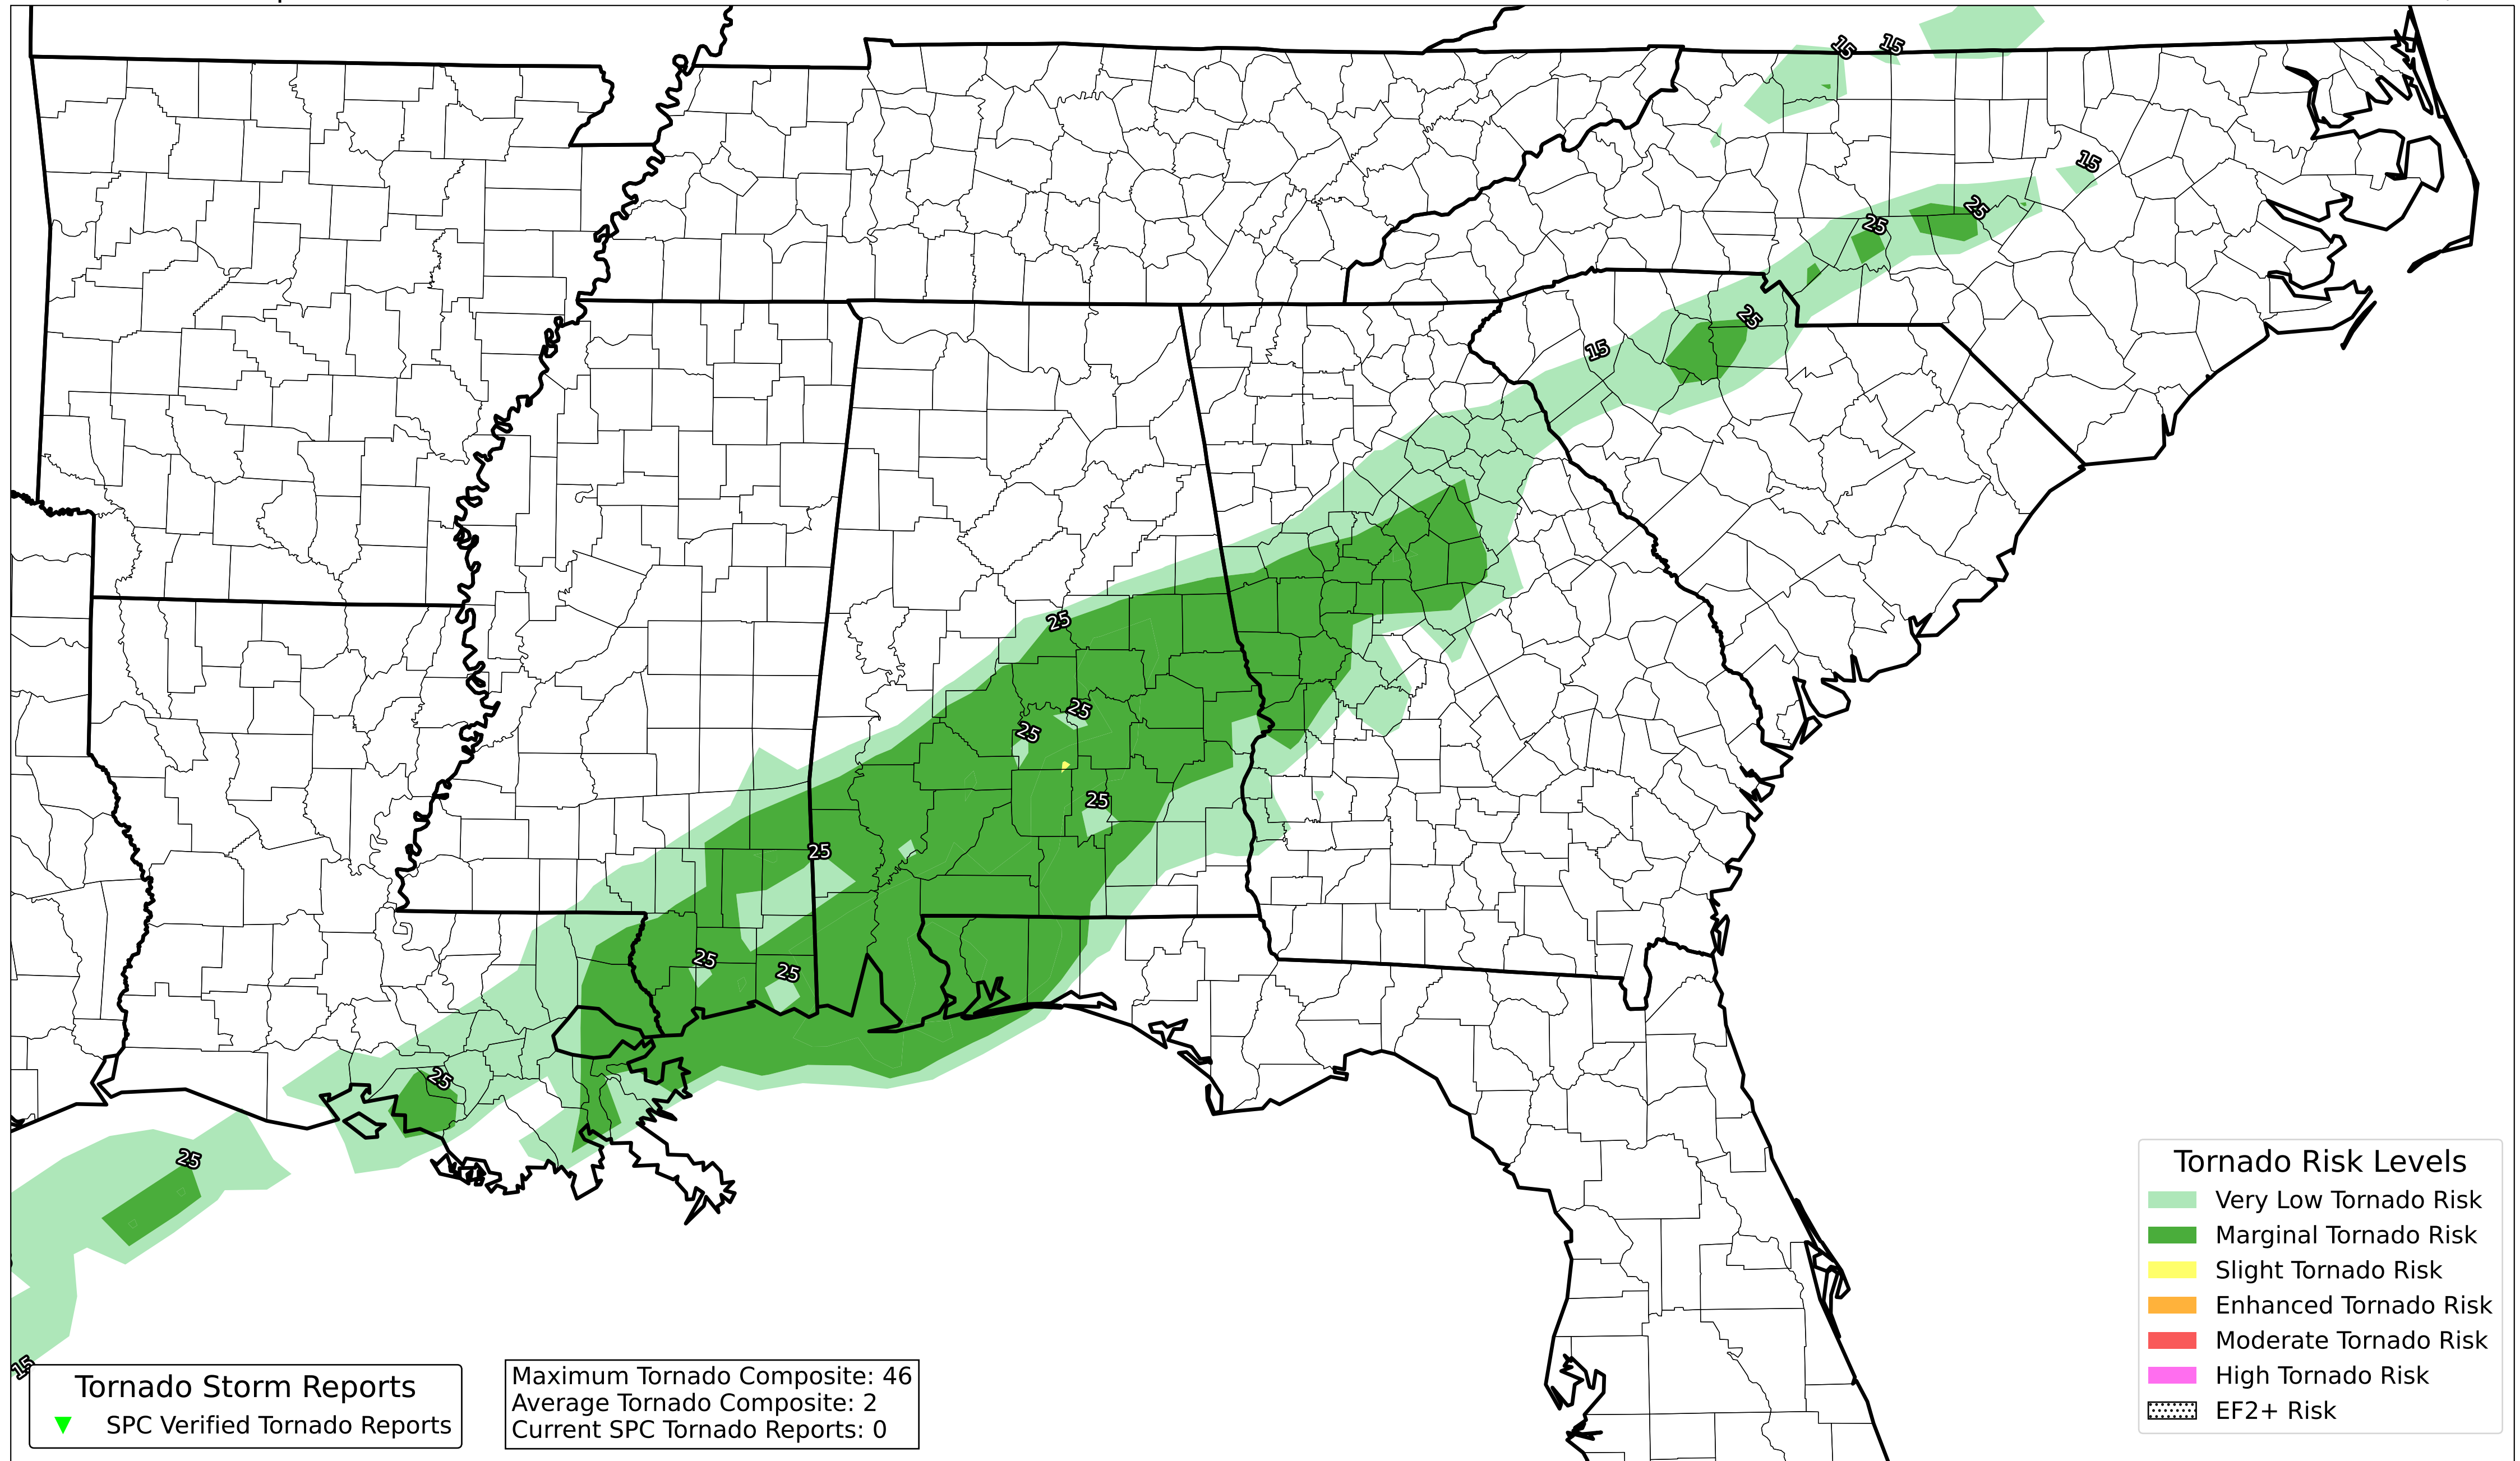 15
15
15
25
25
25
15
25
25
25
25
25
25
25
25
25
15
Tornado Risk Levels
Very Low Tornado Risk
Marginal Tornado Risk
Slight Tornado Risk
Enhanced Tornado Risk
Moderate Tornado Risk
High Tornado Risk
EF2+ Risk
Tornado Storm Reports
SPC Verified Tornado Reports
Maximum Tornado Composite: 46
Average Tornado Composite: 2
Current SPC Tornado Reports: 0